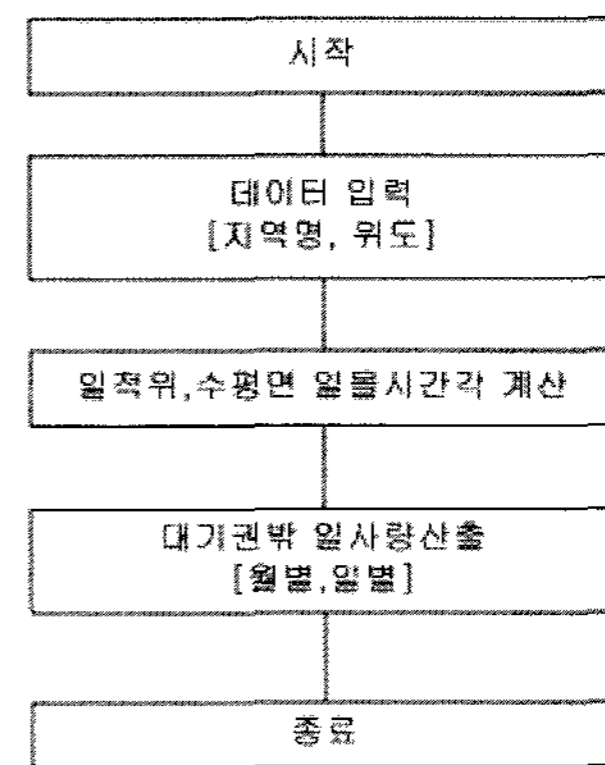 시작
데이터 입력
[지역명, 위도]
일적위,수평면 일몰시간각 계산
대기권밖 일사량산출
[월별,일별]
종료